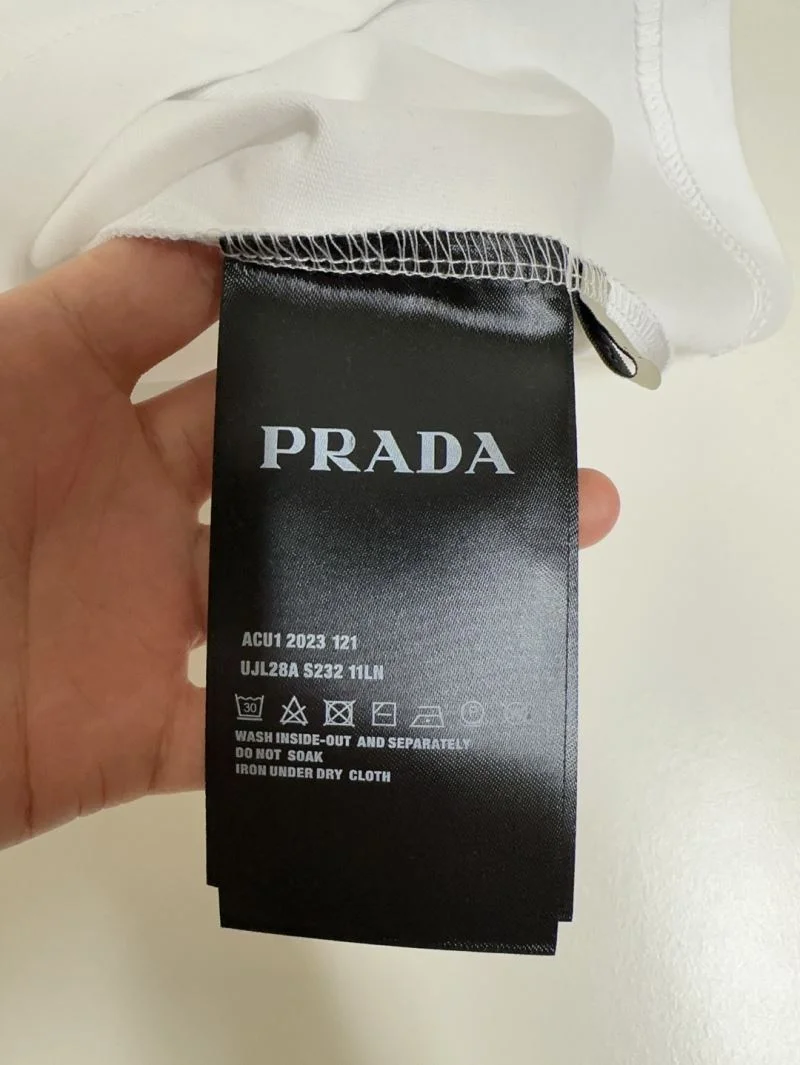 PRADA
ACU1 2023 121
UJL28A S232 11LN
30
WASH INSIDE-OUT AND SEPARATELY
DO NOT SOAK
IRON UNDER DRY CLOTH